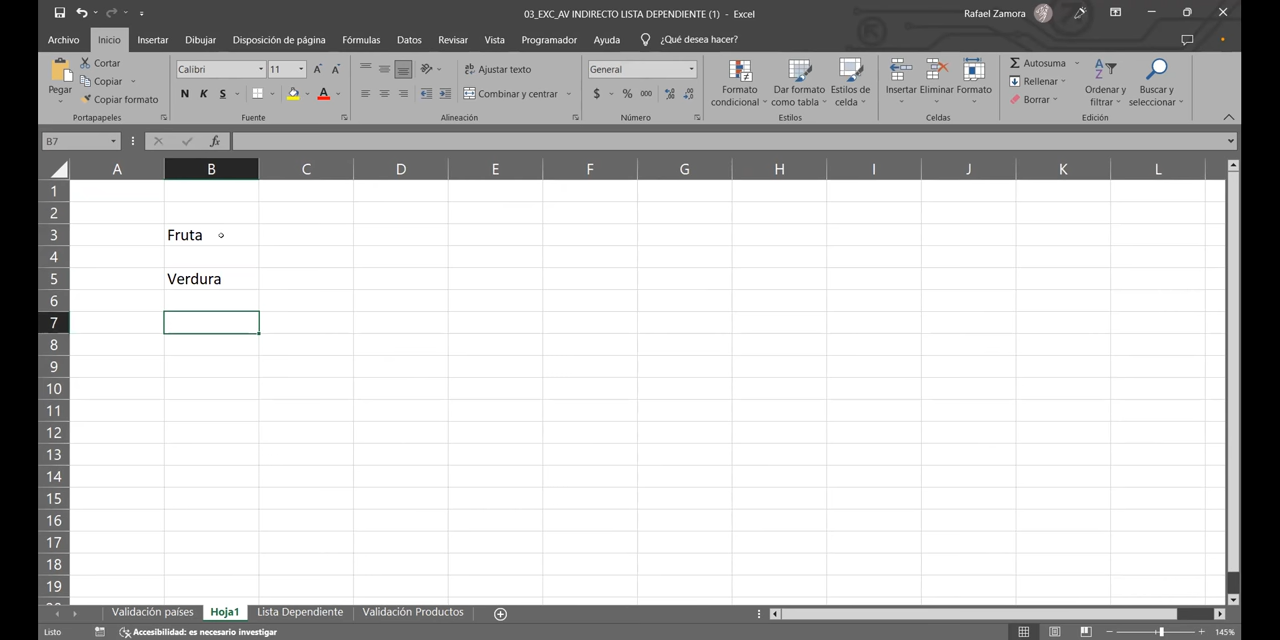 03_EXC_AV INDIRECTO LISTA DEPENDIENTE (1) - Excel
Rafael Zamora
Archivo Inicio Insertar Dibujar Disposición de página Fórmulas Datos Revisar Vista Programador Ayuda ¿Qué desea hacer?
Pegar
Cortar
Copiar
Copiar formato
Portapapeles
Calibri 11
N K S
Fuente
Ajustar texto
Combinar y centrar
Alineación
General
$ % 000
Número
Formato condicional
Dar formato como tabla
Estilos de celda
Estilos
Insertar Eliminar Formato
Celdas
Autosuma
Rellenar
Borrar
Ordenar y filtrar
Buscar y seleccionar
Edición
B7 fx
A B C D E F G H I J K L
1
2
3 Fruta
4
5 Verdura
6
7
8
9
10
11
12
13
14
15
16
17
18
19
Validación países Hoja1 Lista Dependiente Validación Productos
Listo Accesibilidad: es necesario investigar 145%